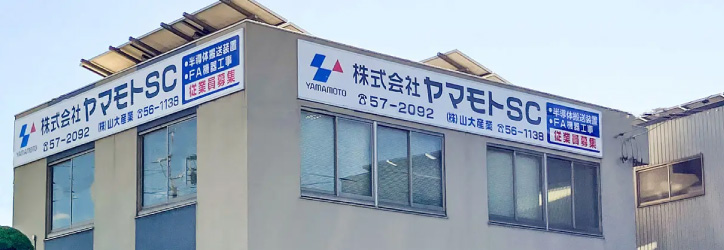 株式会社 ヤマモトSC
・半導体搬送装置
・FA機器工事
従業員募集
YAMAMOTO
☎57-2092 (株)山大産業 ☎56-1138
YAMAMOTO
株式会社 ヤマモトSC
・半導体搬送装置
・FA機器工事
従業員募集
☎57-2092 (株)山大産業 ☎56-1138